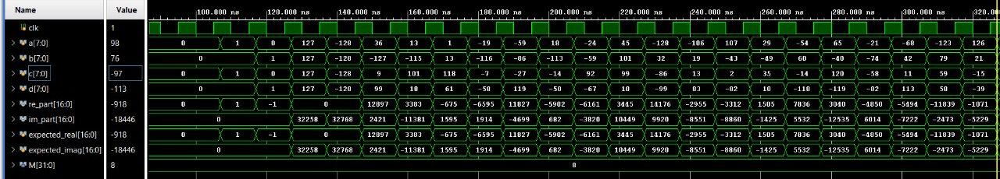 Name Value 100.000 ns 120.000 ns 140.000 ns 160.000 ns 180.000 ns 200.000 ns 220.000 ns 240.000 ns 260.000 ns 280.000 ns 300.000 ns 320.
clk 1
a[7:0] 98 0 1 0 127 -128 36 13 1 -19 -59 18 -22 45 -128 -106 107 29 -54 65 -21 -68 -123 126
b[7:0] 76 0 1 127 -128 -127 -115 13 -116 -86 -113 -59 101 32 19 -43 -49 60 -40 -74 42 79 21
c[7:0] -97 0 1 0 127 -128 9 101 118 -7 -27 -14 92 99 -86 13 2 35 -14 120 -58 11 59 -15
d[7:0] -113 0 1 127 -128 99 18 61 -58 119 -50 -67 10 -99 83 -82 10 -118 -119 -82 113 58 -39
re_part[16:0] -918 0 1 -1 0 12897 3383 -675 -6595 11827 -5902 -6161 3445 14176 -2955 -3312 1505 7836 3040 -4850 -5494 -11839 -1071
im_part[16:0] -18446 0 32258 32768 2421 -11381 1595 1914 -4699 682 -3820 10449 9920 -8551 -8860 -1425 5532 -12535 6014 -7222 -2473 -5229
expected_real[16:0] -918 0 1 -1 0 12897 3383 -675 -6595 11827 -5902 -6161 3445 14176 -2955 -3312 1505 7836 3040 -4850 -5494 -11839 -1071
expected_imag[16:0] -18446 0 32258 32768 2421 -11381 1595 1914 -4699 682 -3820 10449 9920 -8551 -8860 -1425 5532 -12535 6014 -7222 -2473 -5229
M[31:0] 8 8